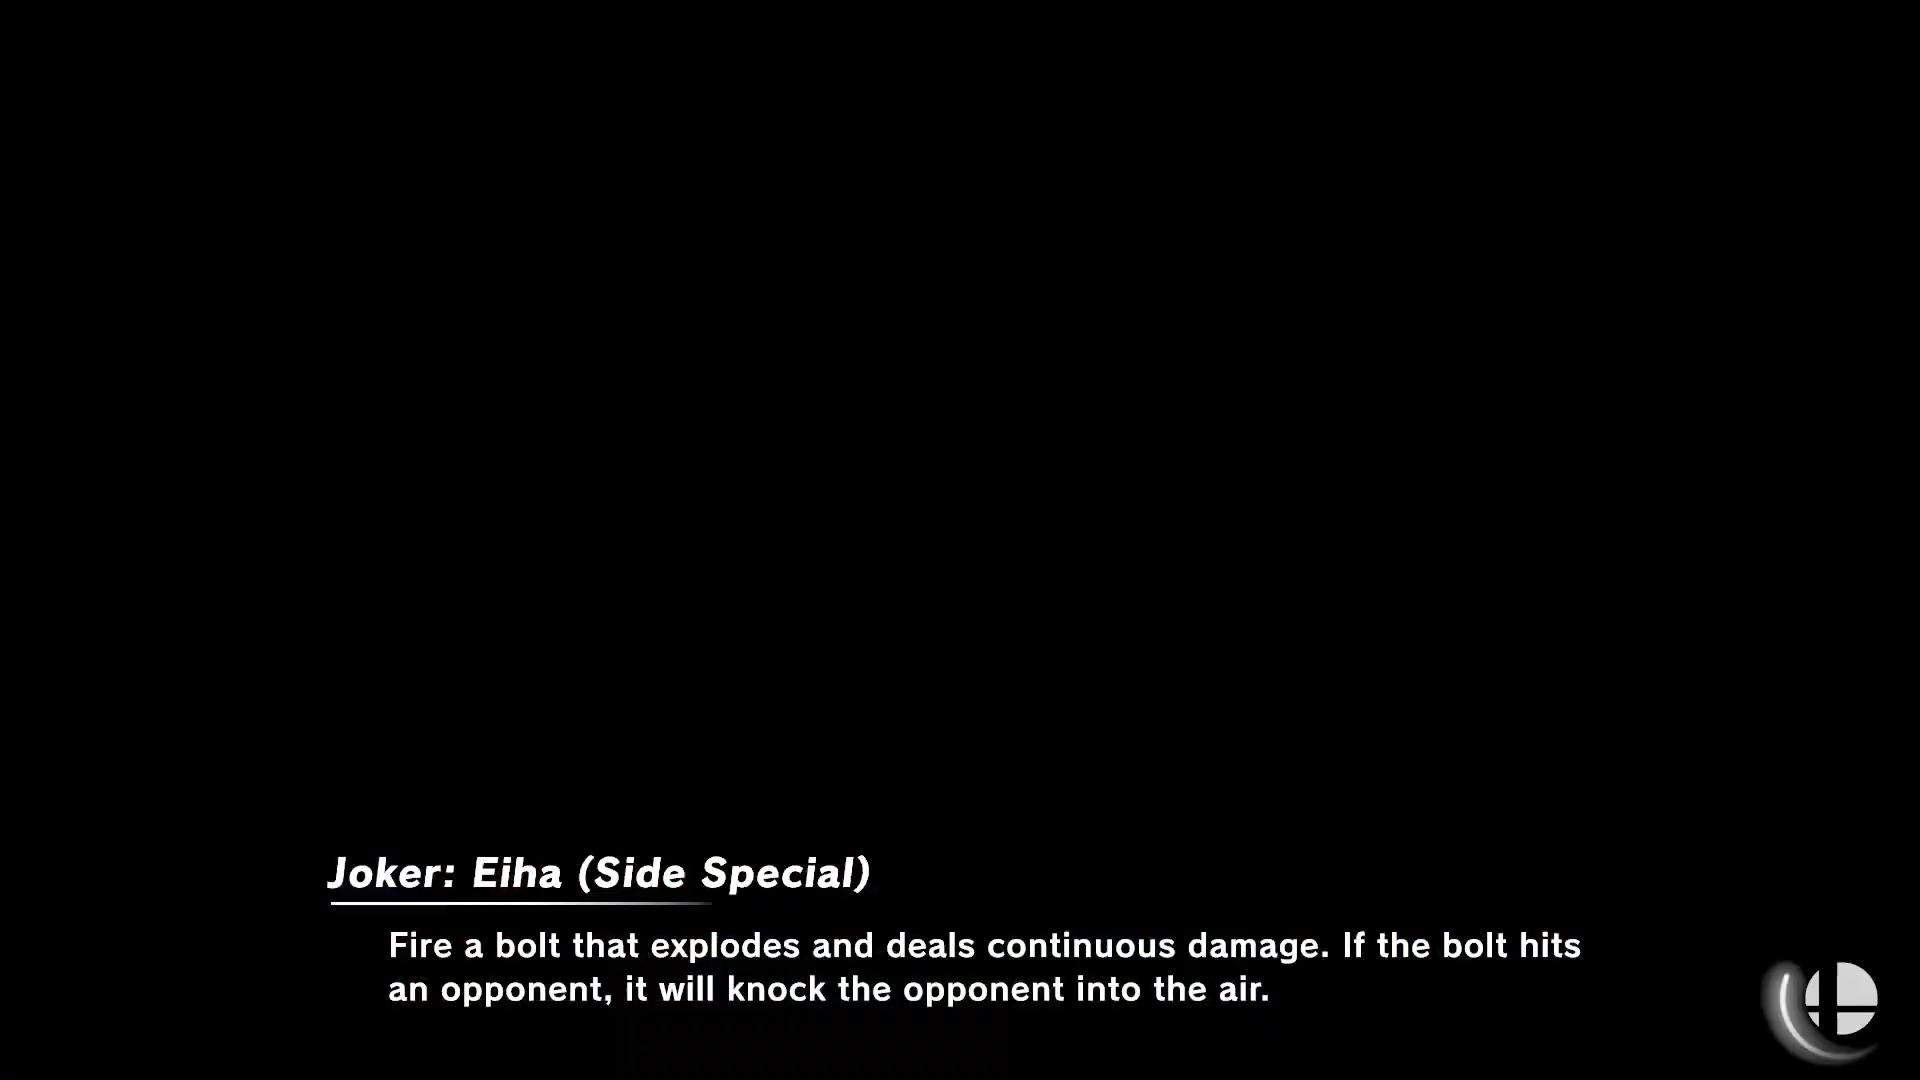 Joker: Eiha (Side Special)
Fire a bolt that explodes and deals continuous damage. If the bolt hits
an opponent, it will knock the opponent into the air.